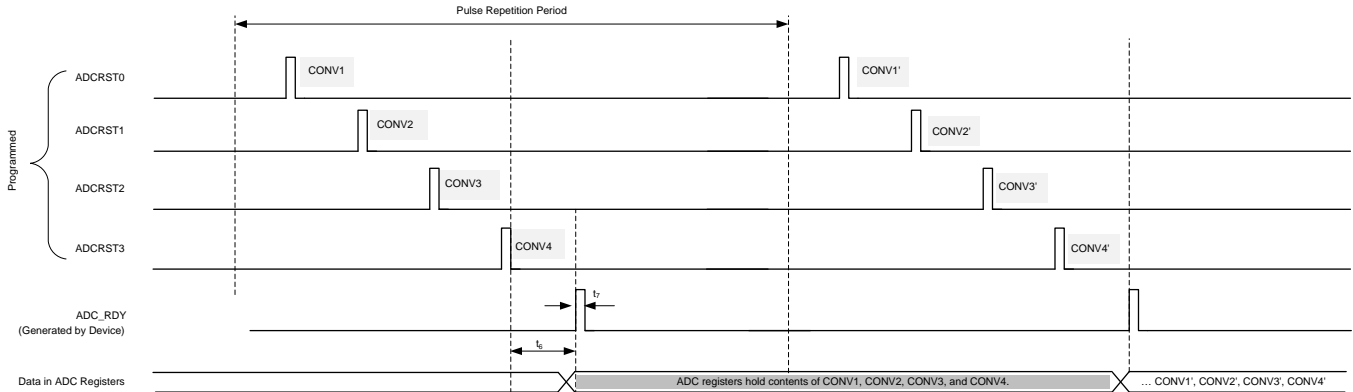 Pulse Repetition Period
Programmed
ADCRST0
CONV1
CONV1'
ADCRST1
CONV2
CONV2'
ADCRST2
CONV3
CONV3'
ADCRST3
CONV4
CONV4'
ADC_RDY
(Generated by Device)
t7
t6
Data in ADC Registers
ADC registers hold contents of CONV1, CONV2, CONV3, and CONV4.
... CONV1', CONV2', CONV3', CONV4'